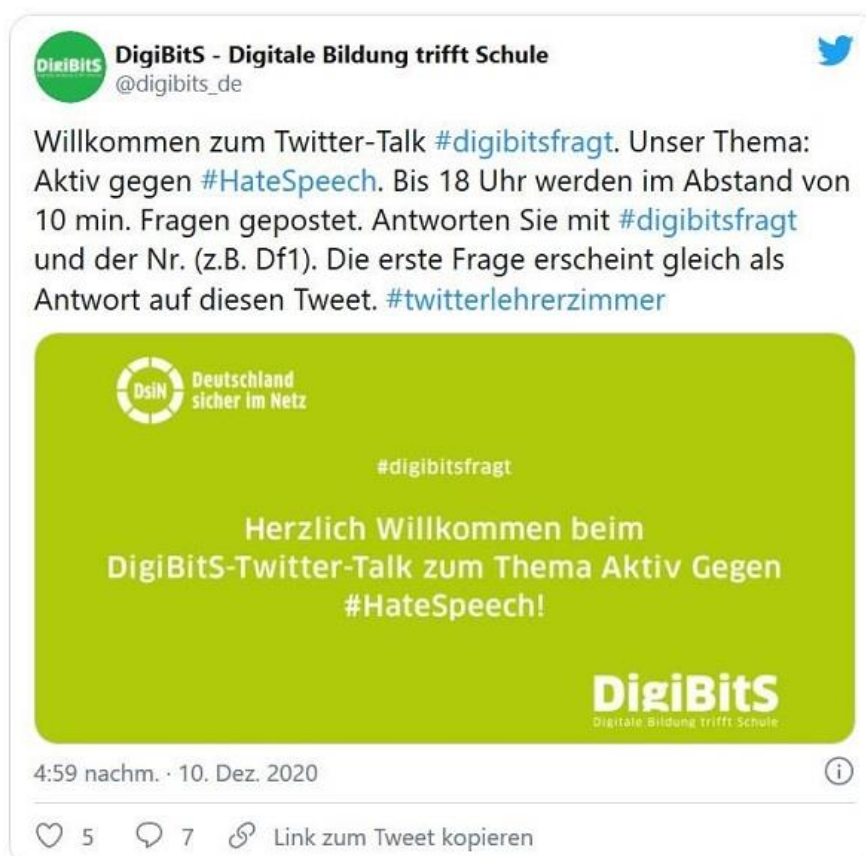 DigiBitS
DigiBitS - Digitale Bildung trifft Schule
@digibits_de
Willkommen zum Twitter-Talk #digibitsfragt. Unser Thema:
Aktiv gegen #HateSpeech. Bis 18 Uhr werden im Abstand von
10 min. Fragen gepostet. Antworten Sie mit #digibitsfragt
und der Nr. (z.B. Df1). Die erste Frage erscheint gleich als
Antwort auf diesen Tweet. #twitterlehrerzimmer
DsiN Deutschland
sicher im Netz
#digibitsfragt
Herzlich Willkommen beim
DigiBitS-Twitter-Talk zum Thema Aktiv Gegen
#HateSpeech!
DigiBitS
Digitale Bildung trifft Schule
4:59 nachm. · 10. Dez. 2020
5 7 Link zum Tweet kopieren